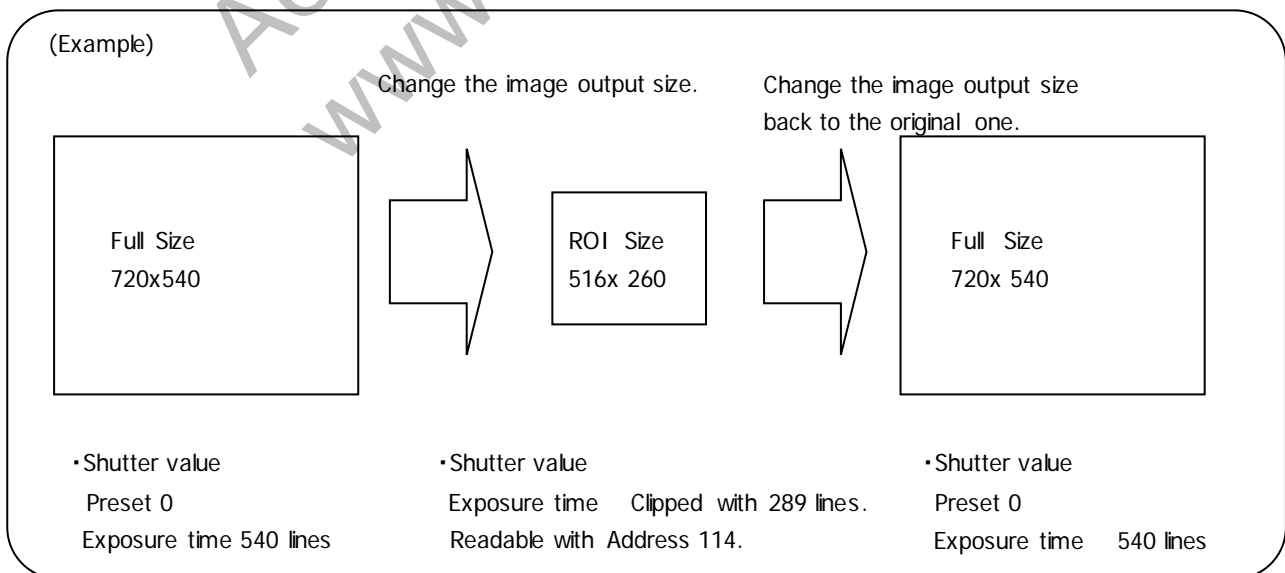 (Example)
Change the image output size.
Change the image output size
back to the original one.
Full Size
720x540
ROI Size
516x 260
Full Size
720x 540
・Shutter value
Preset 0
Exposure time 540 lines
・Shutter value
Exposure time Clipped with 289 lines.
Readable with Address 114.
・Shutter value
Preset 0
Exposure time 540 lines